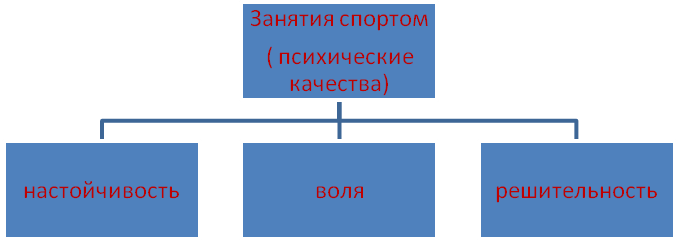 Занятия спортом
( психические
качества)
настойчивость
воля
решительность